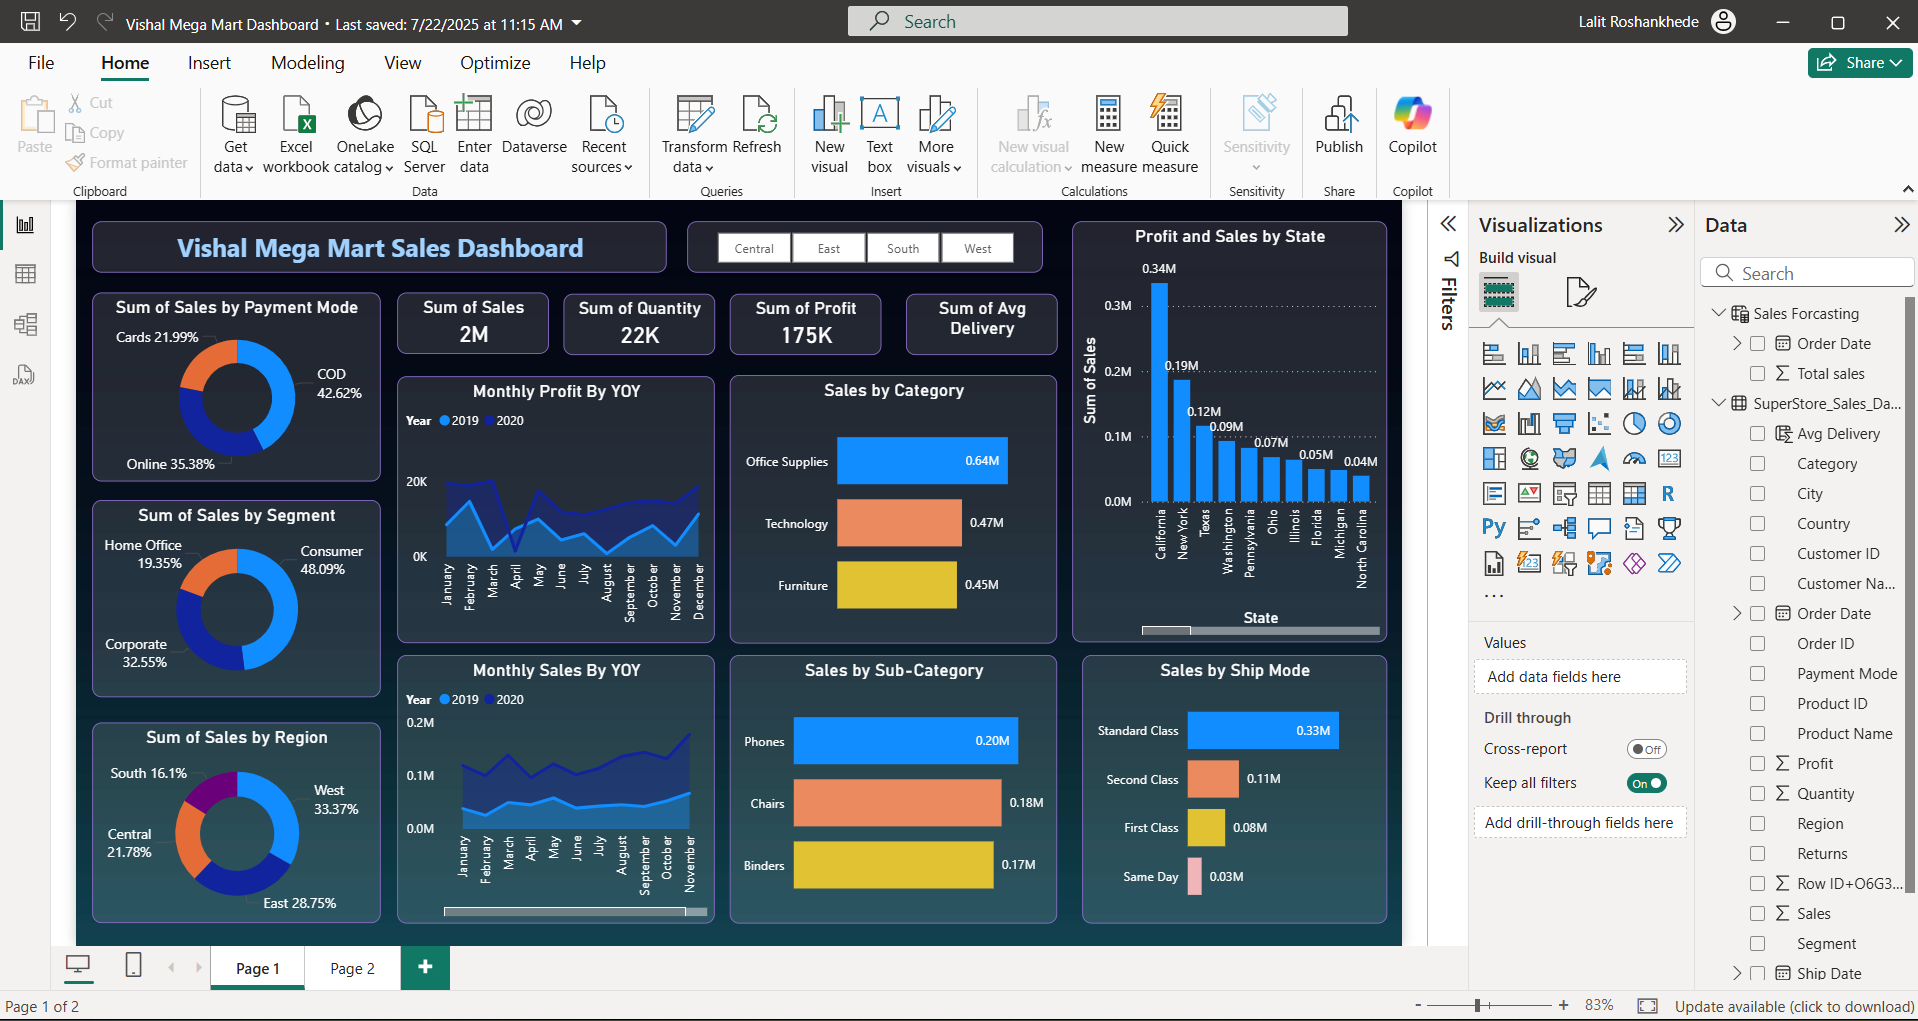 Vishal Mega Mart Dashboard • Last saved: 7/22/2025 at 11:15 AM
Search
Lalit Roshankhede
File Home Insert Modeling View Optimize Help
Share
Paste
Cut
Copy
Format painter
Clipboard
Get data
Excel workbook
OneLake catalog
SQL Server
Enter data
Dataverse
Recent sources
Data
Transform data
Refresh
Queries
New visual
Text box
More visuals
Insert
New visual calculation
New measure
Quick measure
Calculations
Sensitivity
Sensitivity
Publish
Share
Copilot
Copilot
Vishal Mega Mart Sales Dashboard
Central East South West
Sum of Sales by Payment Mode
Cards 21.99%
COD
42.62%
Online 35.38%
Sum of Sales
2M
Sum of Quantity
22K
Sum of Profit
175K
Sum of Avg
Delivery
Profit and Sales by State
Sum of Sales
0.3M
0.2M
0.1M
0.0M
0.34M
0.19M
0.12M
0.09M
0.07M
0.05M
0.04M
California
New York
Texas
Washington
Pennsylvania
Ohio
Illinois
Florida
Michigan
North Carolina
State
Monthly Profit By YOY
Year 2019 2020
20K
0K
January
February
March
April
May
June
July
August
September
October
November
December
Sales by Category
Office Supplies 0.64M
Technology 0.47M
Furniture 0.45M
Sum of Sales by Segment
Home Office
19.35%
Consumer
48.09%
Corporate
32.55%
Monthly Sales By YOY
Year 2019 2020
0.2M
0.1M
0.0M
January
February
March
April
May
June
July
August
September
October
November
Sales by Sub-Category
Phones 0.20M
Chairs 0.18M
Binders 0.17M
Sales by Ship Mode
Standard Class 0.33M
Second Class 0.11M
First Class 0.08M
Same Day 0.03M
Sum of Sales by Region
South 16.1%
West
33.37%
Central
21.78%
East 28.75%
Filters
Visualizations
Build visual
123
R
Py
123
...
Values
Add data fields here
Drill through
Cross-report Off
Keep all filters On
Add drill-through fields here
Data
Search
Sales Forcasting
Order Date
Total sales
SuperStore_Sales_Da...
Avg Delivery
Category
City
Country
Customer ID
Customer Na...
Order Date
Order ID
Payment Mode
Product ID
Product Name
Profit
Quantity
Region
Returns
Row ID+O6G3...
Sales
Segment
Ship Date
Page 1 Page 2 +
Page 1 of 2
- + 83%
Update available (click to download)